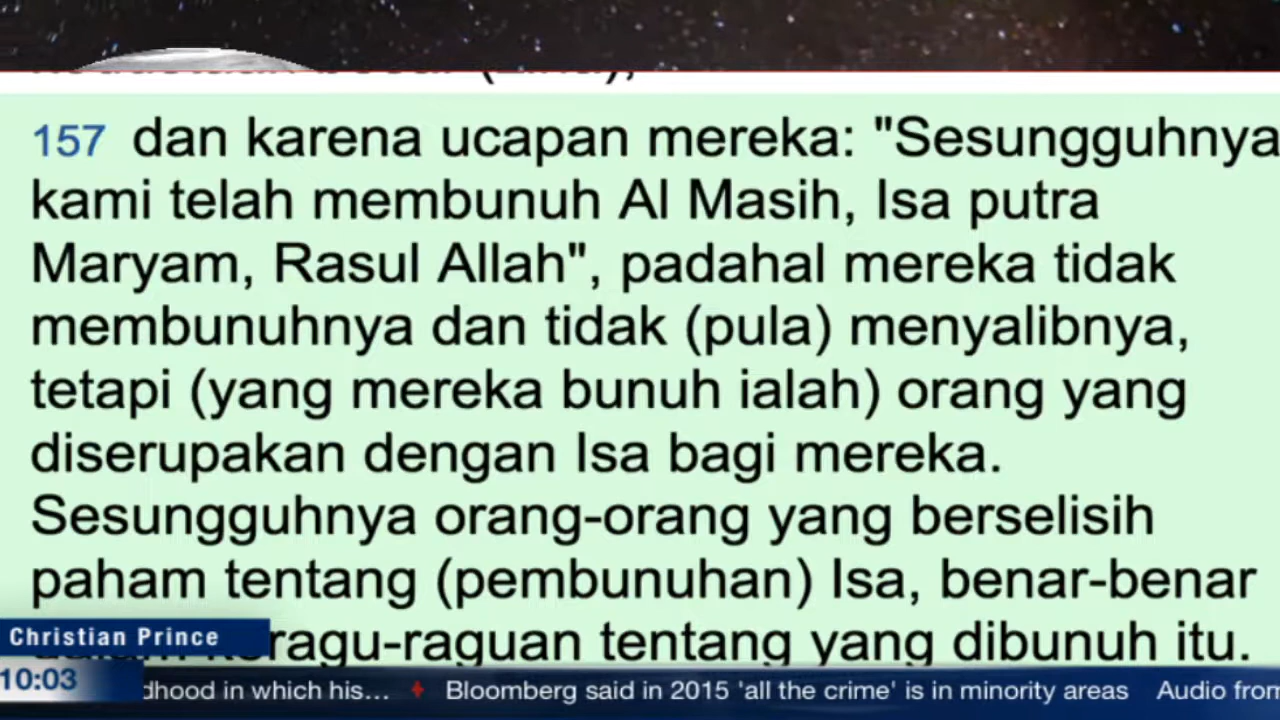 157 dan karena ucapan mereka: "Sesungguhnya
kami telah membunuh Al Masih, Isa putra
Maryam, Rasul Allah", padahal mereka tidak
membunuhnya dan tidak (pula) menyalibnya,
tetapi (yang mereka bunuh ialah) orang yang
diserupakan dengan Isa bagi mereka.
Sesungguhnya orang-orang yang berselisih
paham tentang (pembunuhan) Isa, benar-benar
keragu-raguan tentang yang dibunuh itu.
Christian Prince
10:03
dhood in which his... Bloomberg said in 2015 'all the crime' is in minority areas Audio from